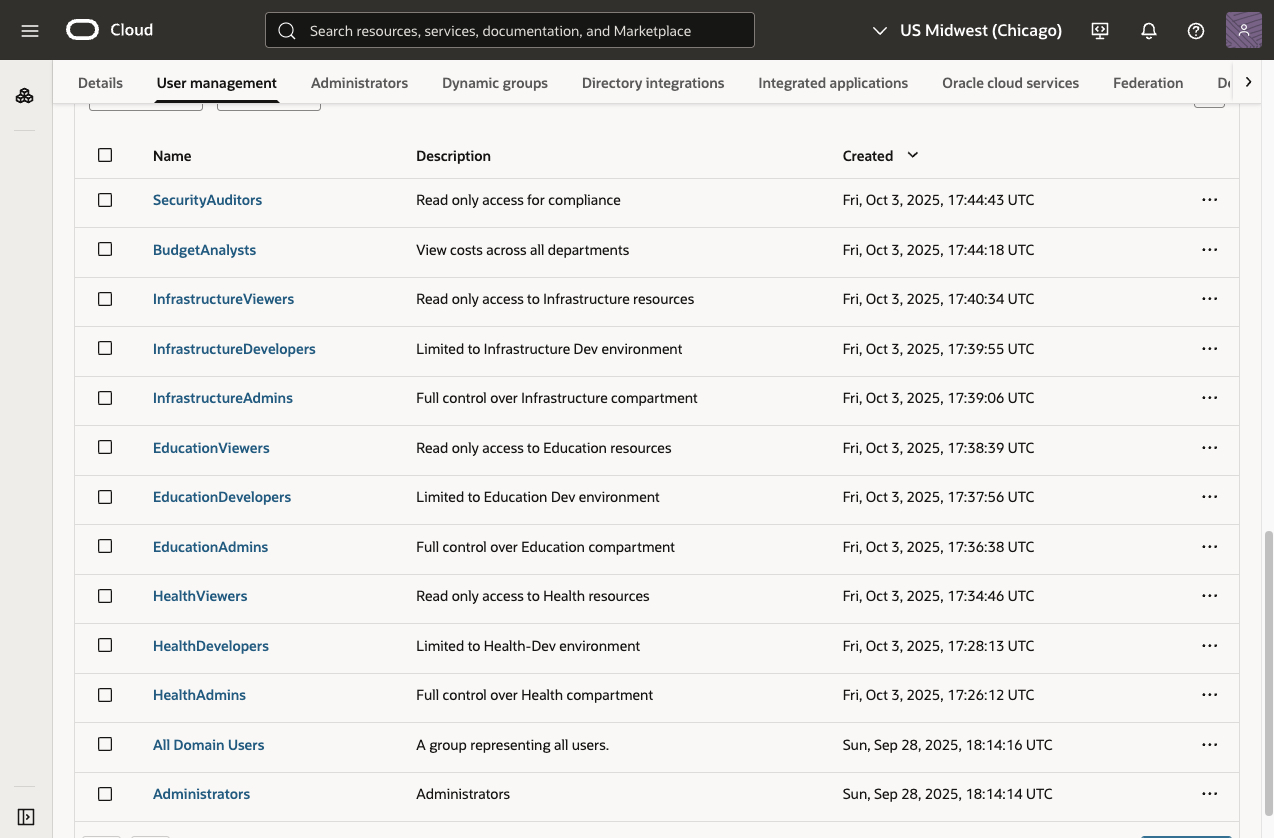 Cloud
Search resources, services, documentation, and Marketplace
US Midwest (Chicago)
Details User management Administrators Dynamic groups Directory integrations Integrated applications Oracle cloud services Federation
Name Description Created
SecurityAuditors Read only access for compliance Fri, Oct 3, 2025, 17:44:43 UTC
BudgetAnalysts View costs across all departments Fri, Oct 3, 2025, 17:44:18 UTC
InfrastructureViewers Read only access to Infrastructure resources Fri, Oct 3, 2025, 17:40:34 UTC
InfrastructureDevelopers Limited to Infrastructure Dev environment Fri, Oct 3, 2025, 17:39:55 UTC
InfrastructureAdmins Full control over Infrastructure compartment Fri, Oct 3, 2025, 17:39:06 UTC
EducationViewers Read only access to Education resources Fri, Oct 3, 2025, 17:38:39 UTC
EducationDevelopers Limited to Education Dev environment Fri, Oct 3, 2025, 17:37:56 UTC
EducationAdmins Full control over Education compartment Fri, Oct 3, 2025, 17:36:38 UTC
HealthViewers Read only access to Health resources Fri, Oct 3, 2025, 17:34:46 UTC
HealthDevelopers Limited to Health-Dev environment Fri, Oct 3, 2025, 17:28:13 UTC
HealthAdmins Full control over Health compartment Fri, Oct 3, 2025, 17:26:12 UTC
All Domain Users A group representing all users. Sun, Sep 28, 2025, 18:14:16 UTC
Administrators Administrators Sun, Sep 28, 2025, 18:14:14 UTC